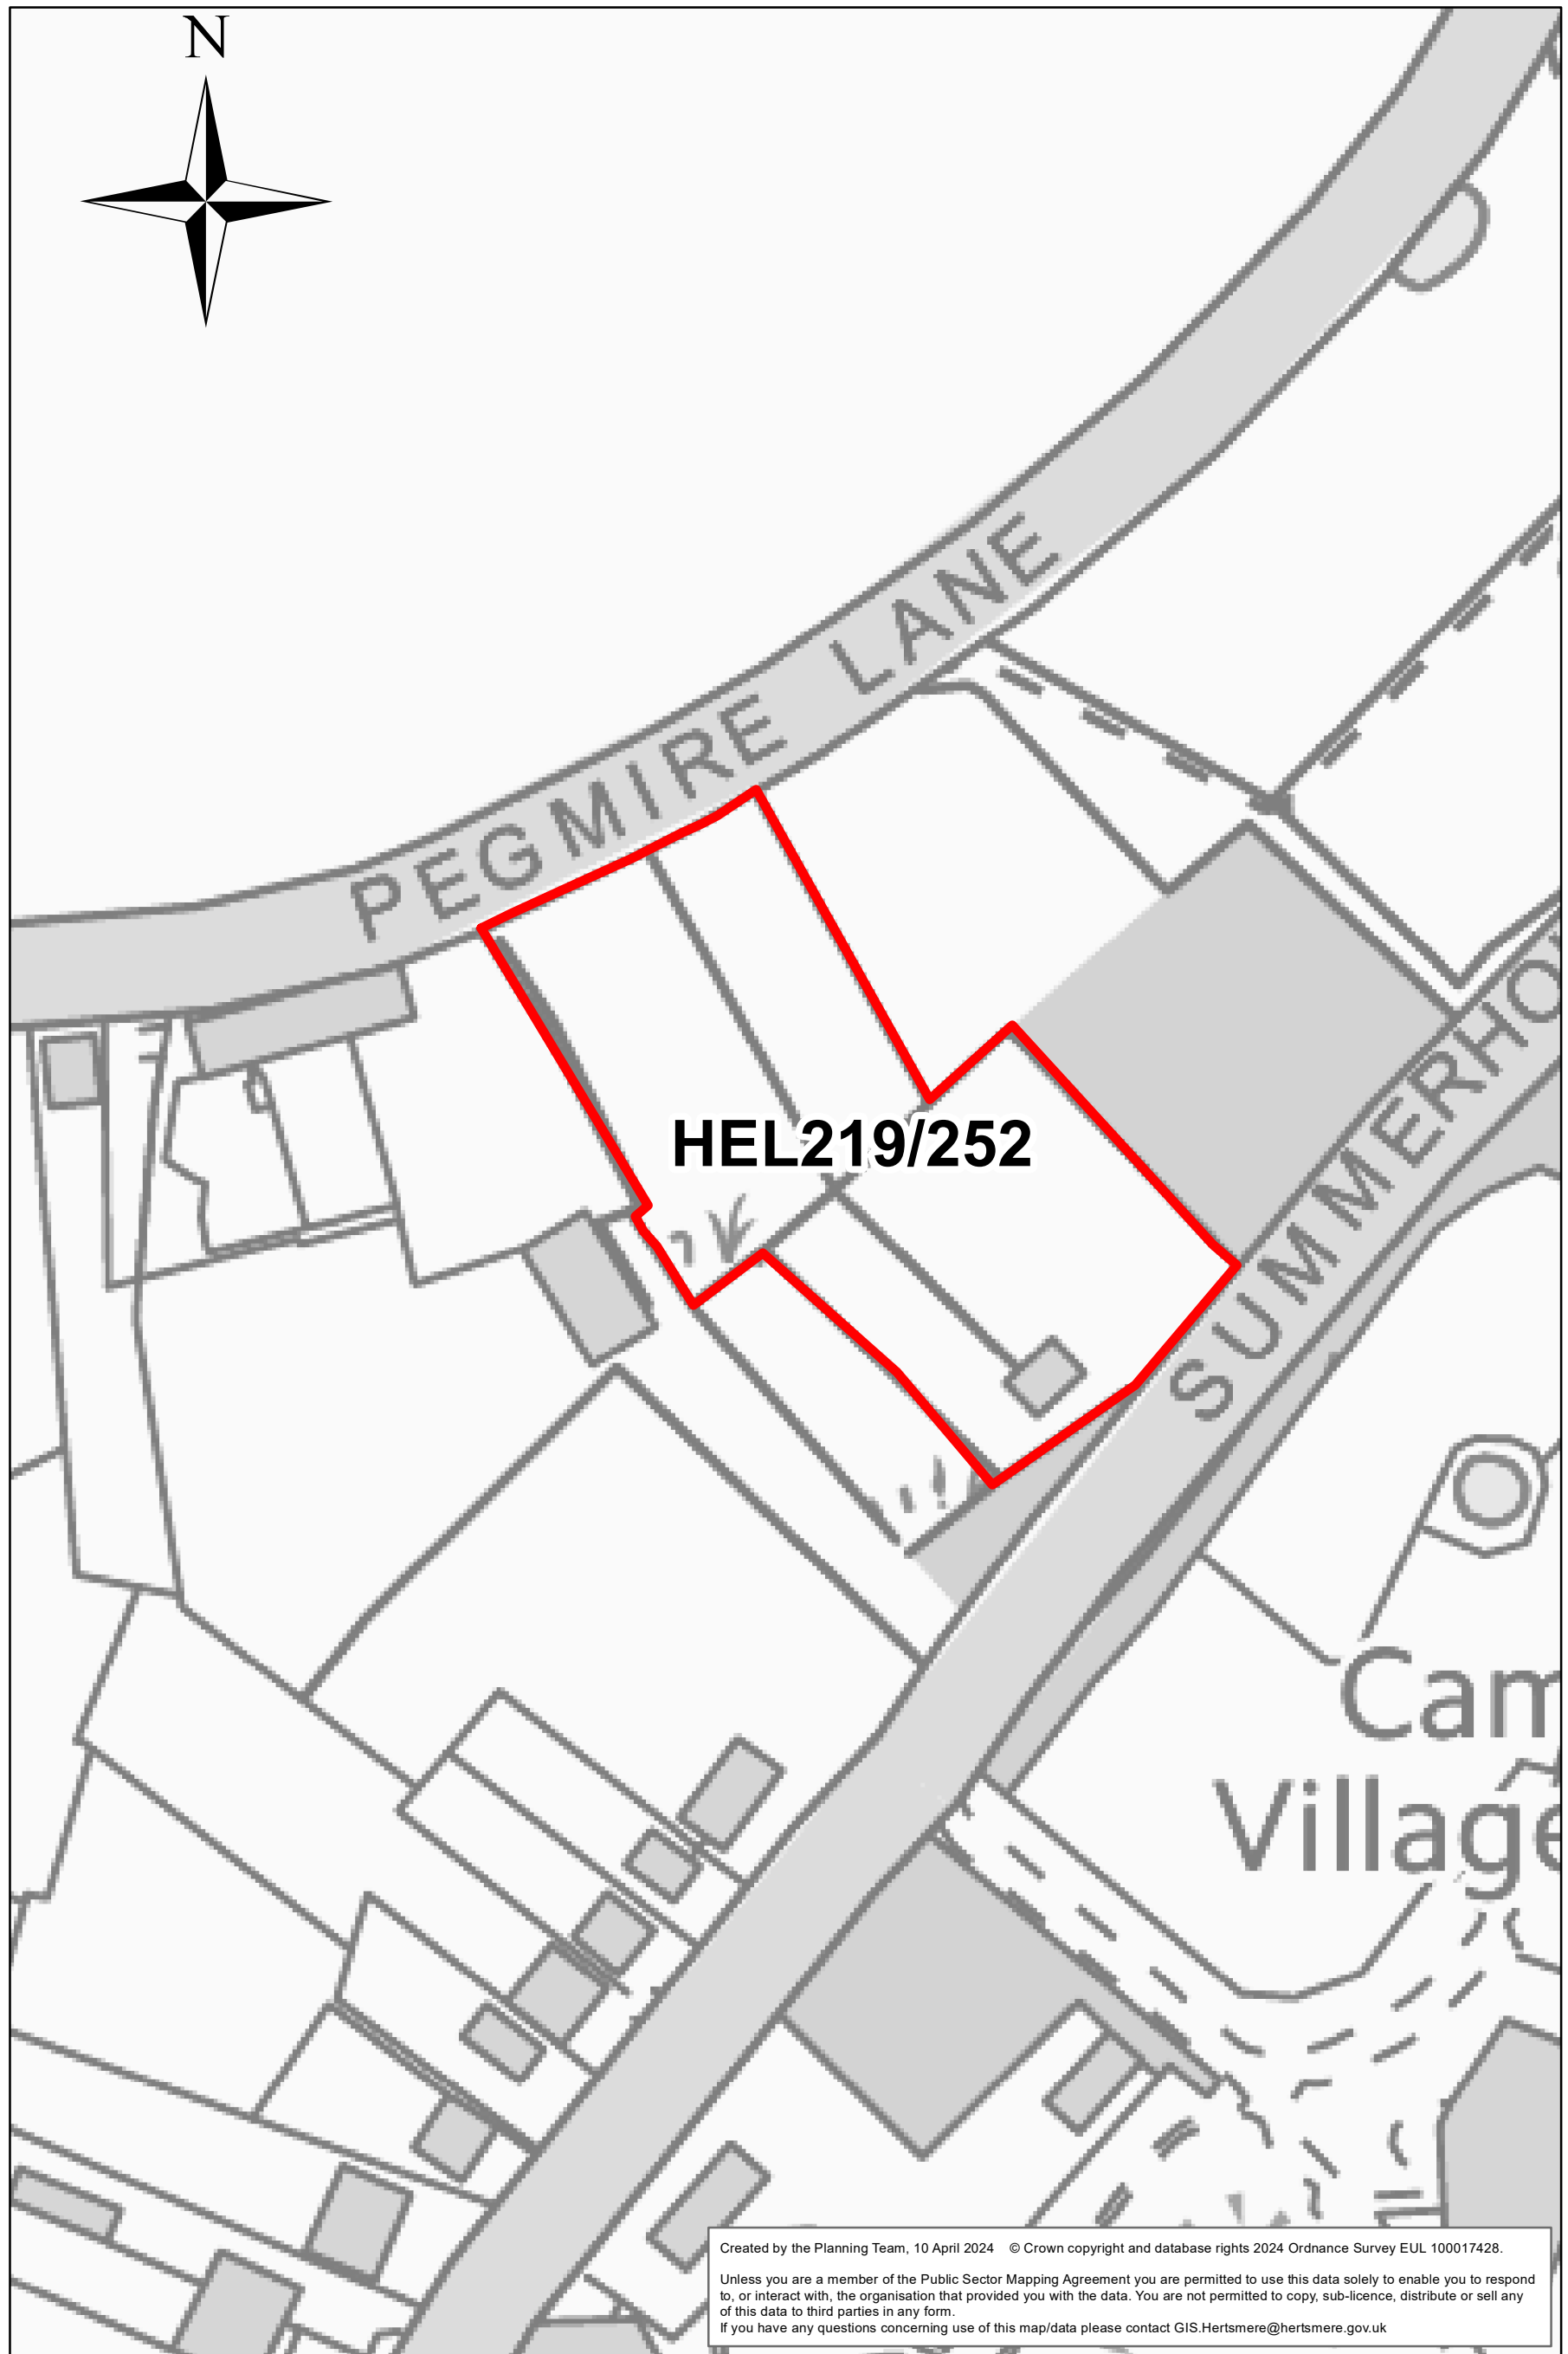 N
PEGMIRE LANE
HEL219/252
SUMMERHO
Cam
Village
Created by the Planning Team, 10 April 2024 © Crown copyright and database rights 2024 Ordnance Survey EUL 100017428.
Unless you are a member of the Public Sector Mapping Agreement you are permitted to use this data solely to enable you to respond
to, or interact with, the organisation that provided you with the data. You are not permitted to copy, sub-licence, distribute or sell any
of this data to third parties in any form.
If you have any questions concerning use of this map/data please contact GIS.Hertsmere@hertsmere.gov.uk